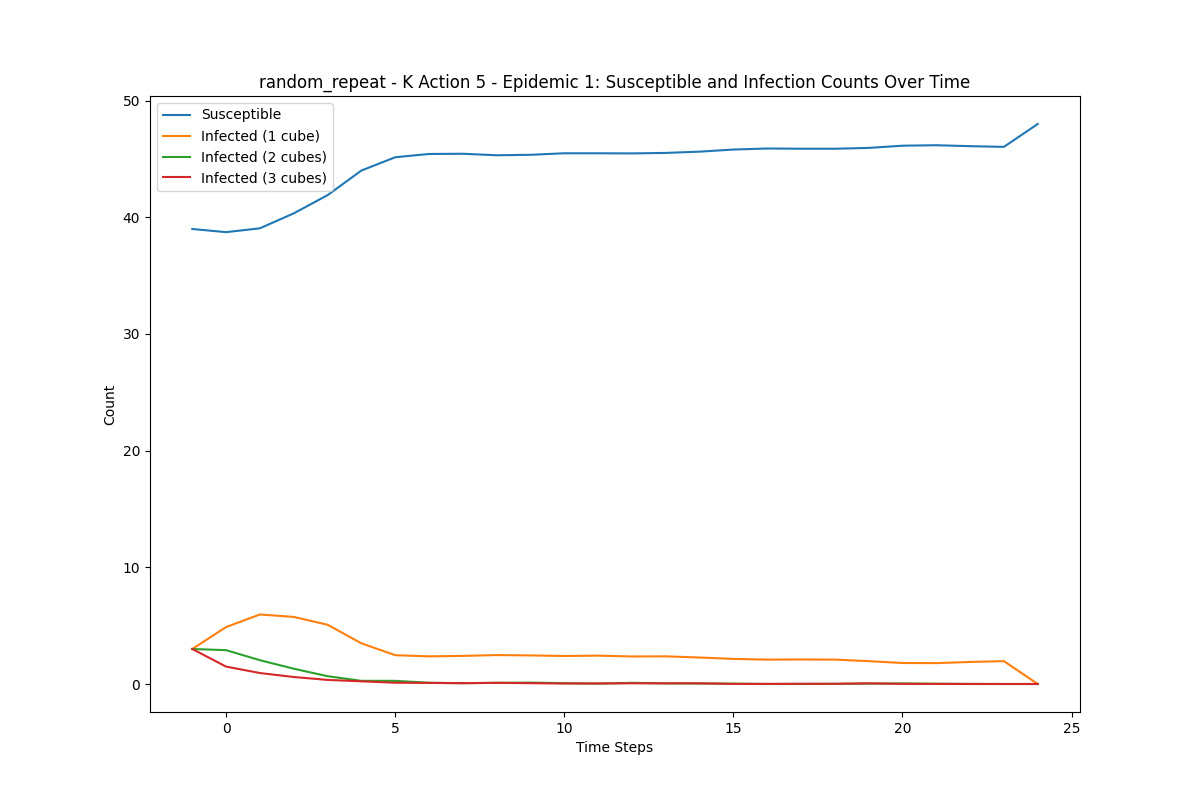 random_repeat - K Action 5 - Epidemic 1: Susceptible and Infection Counts Over Time
Susceptible
Infected (1 cube)
Infected (2 cubes)
Infected (3 cubes)
50
40
30
20
10
0
Count
0 5 10 15 20 25
Time Steps